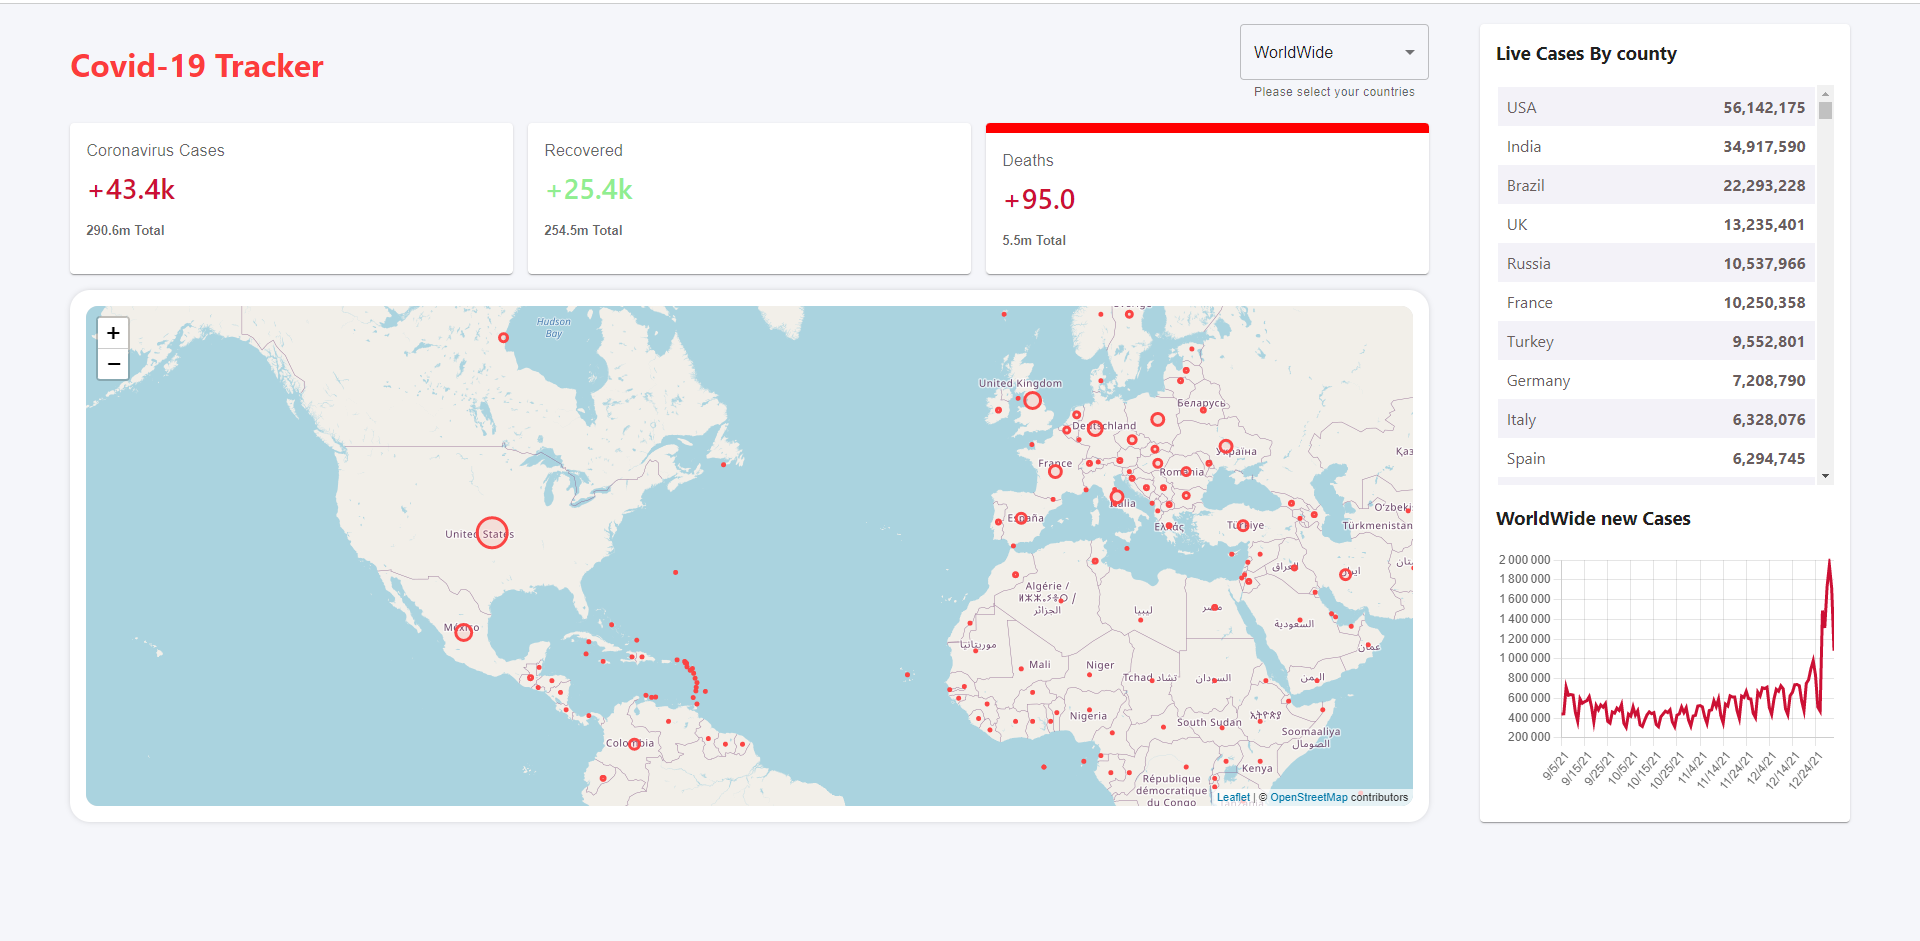 Covid-19 Tracker
WorldWide
Please select your countries
Coronavirus Cases
+43.4k
290.6m Total
Recovered
+25.4k
254.5m Total
Deaths
+95.0
5.5m Total
+
−
Hudson
Bay
United Kingdom
Беларусь
Deutschland
Україна
France
România
Italia
España
Ελλάς
Türkiye
O'zbeki
Türkmenistan
Каз
United States
México
Algérie /
ⵍⵣⵣⴰⵢⴻⵔ /
الجزائر
ليبيا
مصر
العراق
ایران
السعودية
عمان
اليمن
موريتانيا
Mali
Niger
Tchad تشاد
السودان
Nigeria
South Sudan
ኢትዮጵያ
Soomaaliya
الصومال
Kenya
République
démocratique
du Congo
Colombia
Leaflet | © OpenStreetMap contributors
Live Cases By county
USA 56,142,175
India 34,917,590
Brazil 22,293,228
UK 13,235,401
Russia 10,537,966
France 10,250,358
Turkey 9,552,801
Germany 7,208,790
Italy 6,328,076
Spain 6,294,745
WorldWide new Cases
2 000 000
1 800 000
1 600 000
1 400 000
1 200 000
1 000 000
800 000
600 000
400 000
200 000
9/5/21
9/15/21
9/25/21
10/5/21
10/15/21
10/25/21
11/4/21
11/14/21
11/24/21
12/4/21
12/14/21
12/24/21